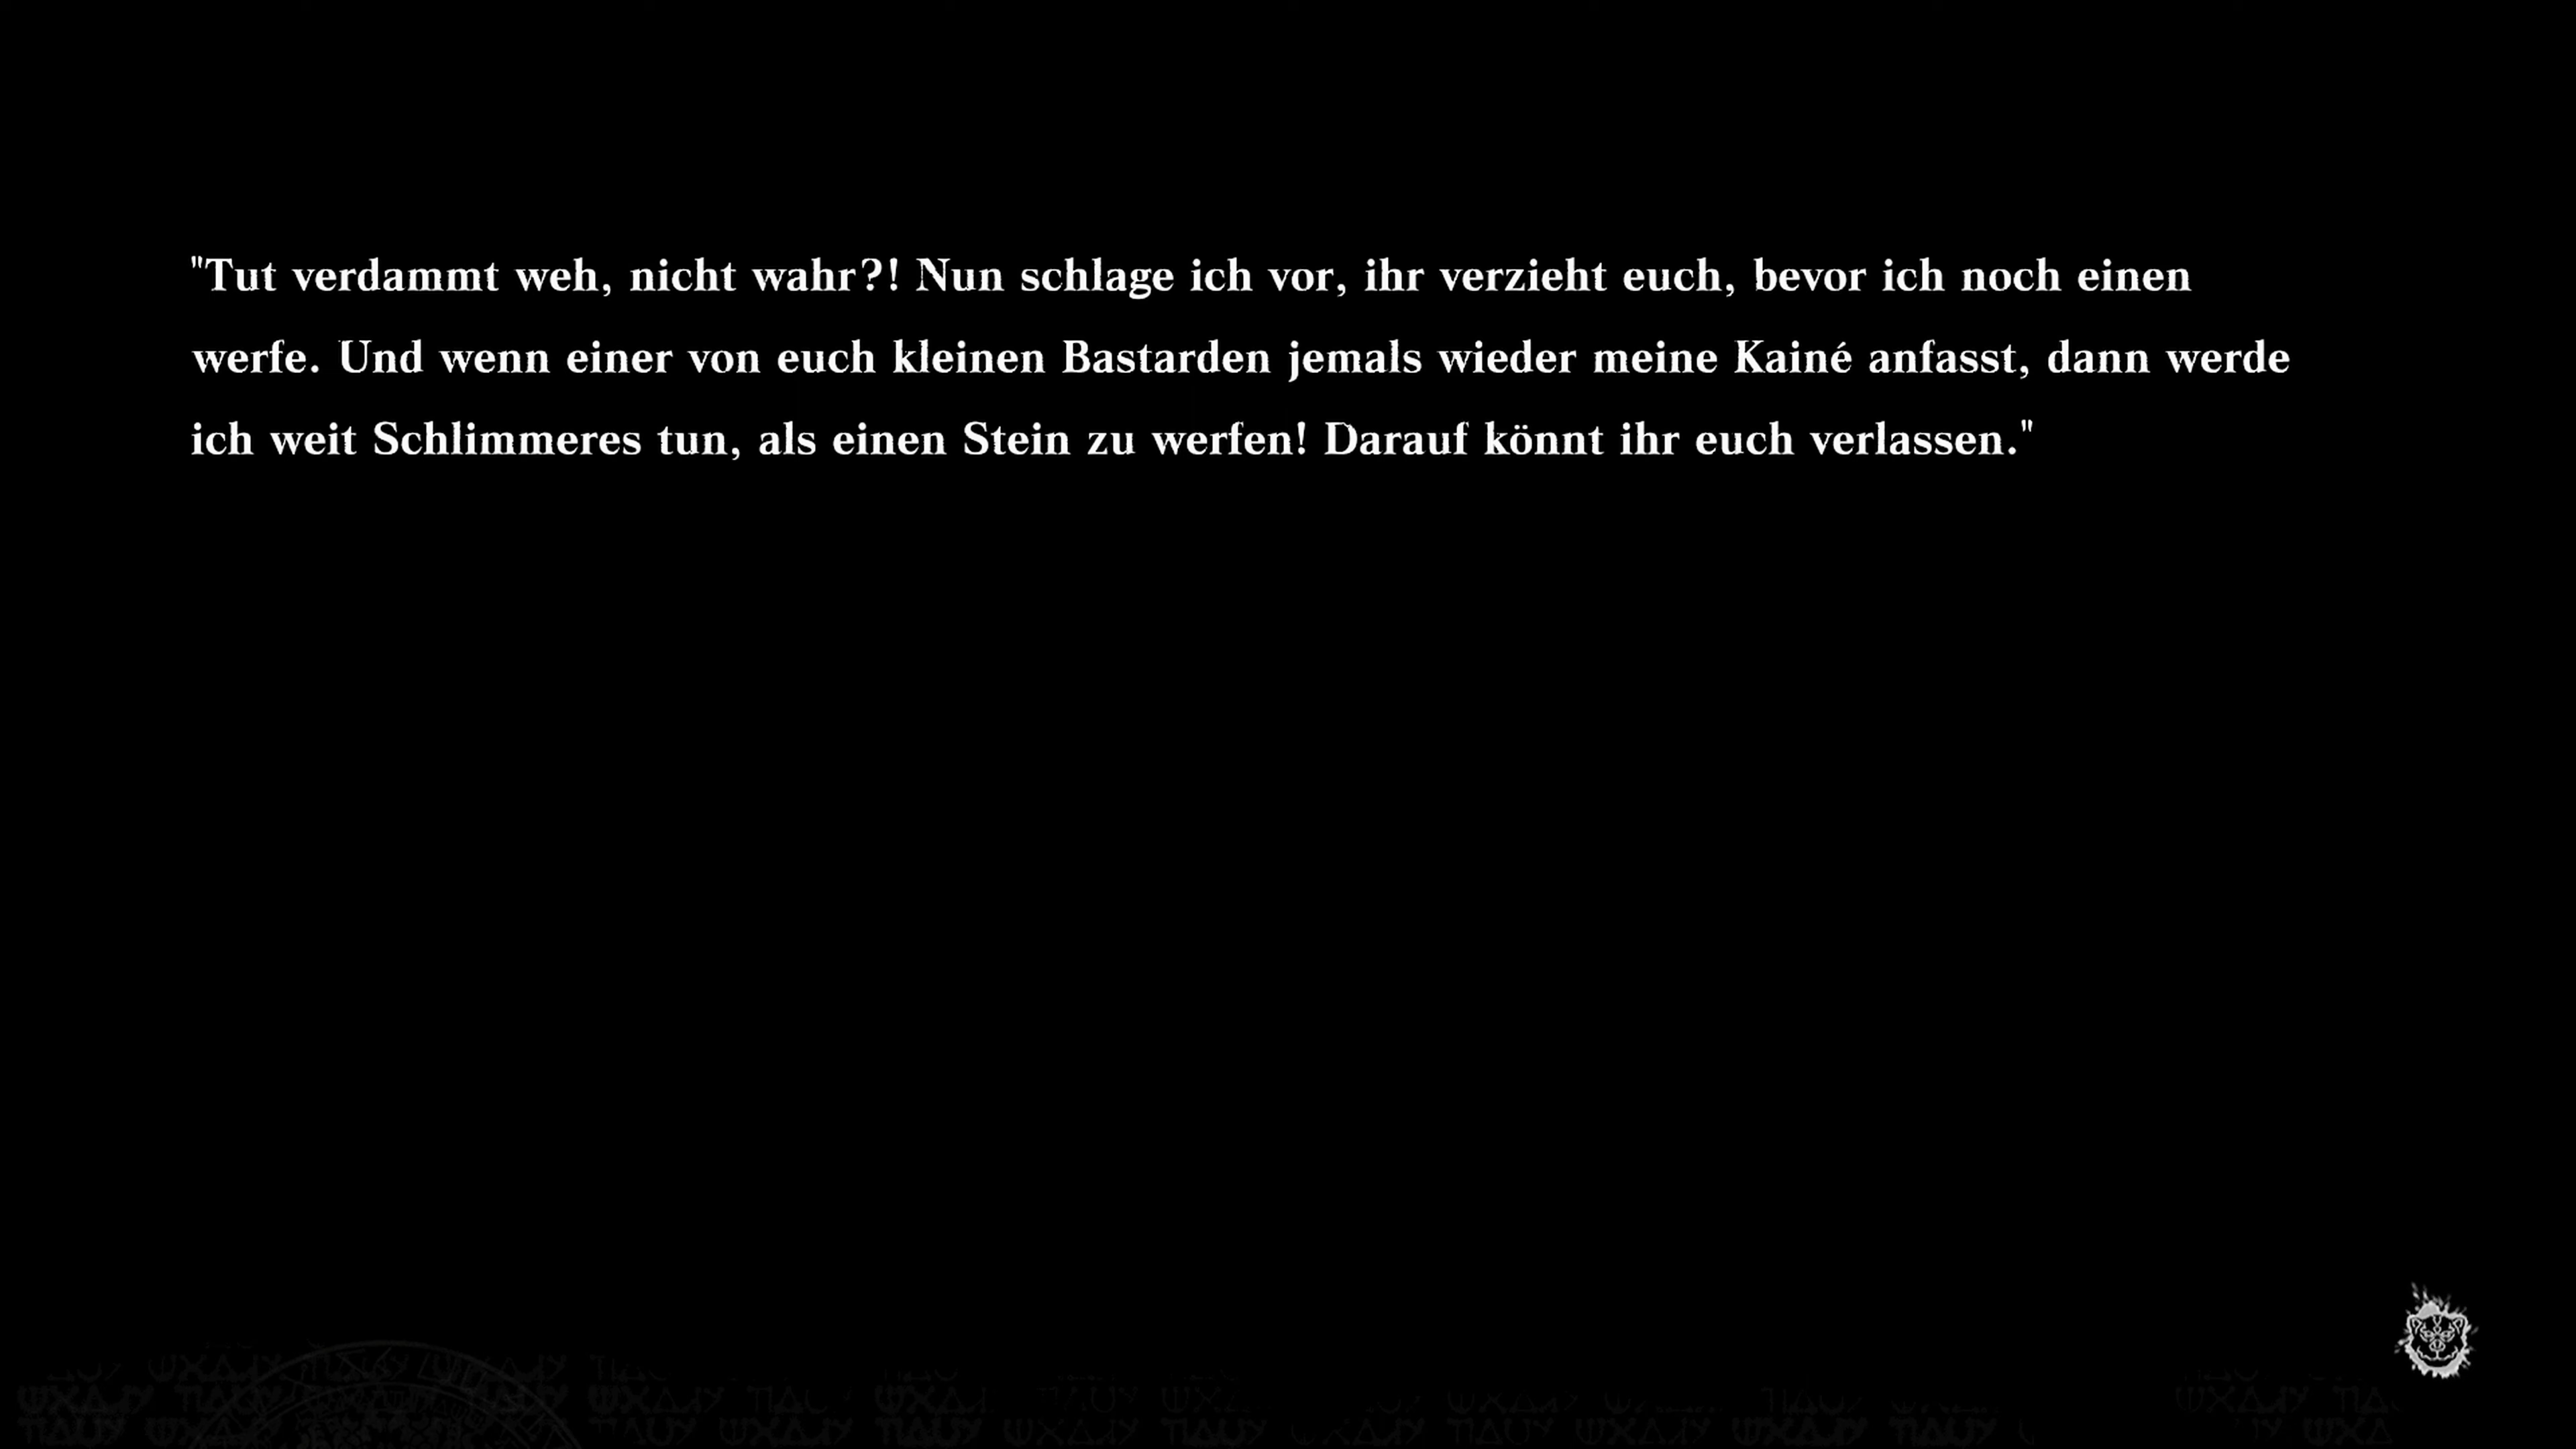 "Tut verdammt weh, nicht wahr?! Nun schlage ich vor, ihr verzieht euch, bevor ich noch einen
werfe. Und wenn einer von euch kleinen Bastarden jemals wieder meine Kainé anfasst, dann werde
ich weit Schlimmeres tun, als einen Stein zu werfen! Darauf könnt ihr euch verlassen."